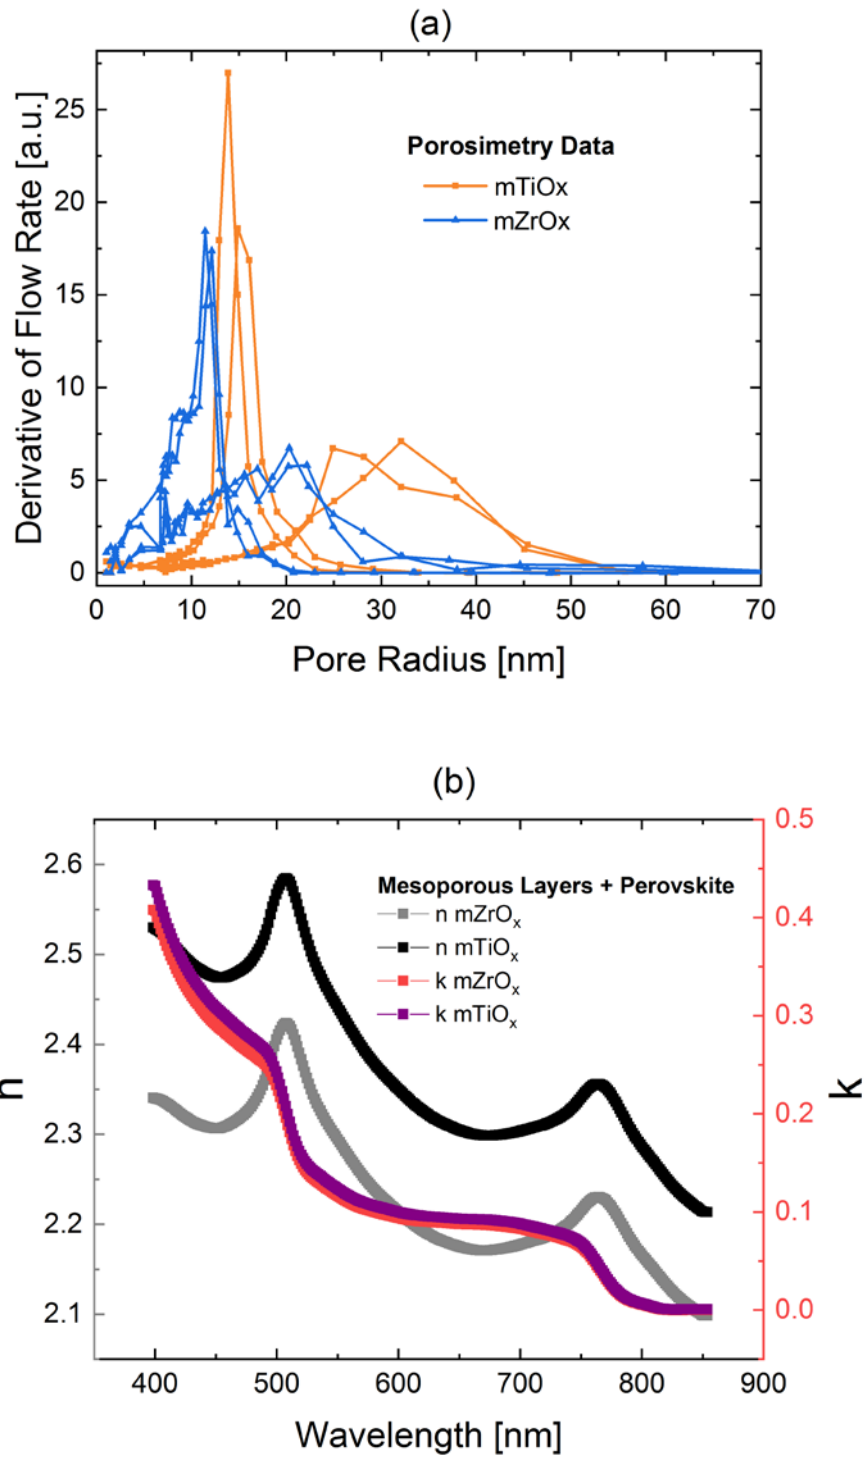 (a)
Derivative of Flow Rate [a.u.]
25
20
15
10
5
0
Porosimetry Data
mTiOx
mZrOx
0 10 20 30 40 50 60 70
Pore Radius [nm]
(b)
n
2.6
2.5
2.4
2.3
2.2
2.1
Mesoporous Layers + Perovskite
n mZrOₓ
n mTiOₓ
k mZrOₓ
k mTiOₓ
0.5
0.4
0.3
0.2
0.1
0.0
k
400 500 600 700 800 900
Wavelength [nm]